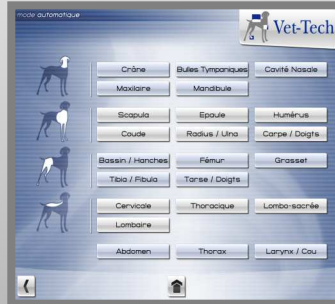 mode automatique
Vet-Tech
Crâne Bulles Tympaniques Cavité Nasale
Maxilaire Mandibule
Scapula Epaule Humérus
Coude Radius / Ulna Carpe / Doigts
Bassin / Hanches Fémur Grasset
Tibia / Fibula Tarse / Doigts
Cervicale Thoracique Lombo-sacrée
Lombaire
Abdomen Thorax Larynx / Cou